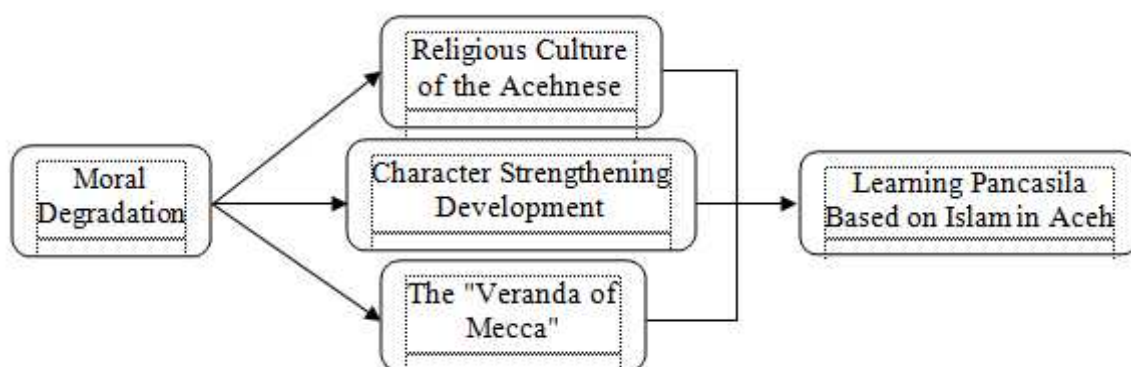 Moral
Degradation
Religious Culture
of the Acehnese
Character Strengthening
Development
The "Veranda of
Mecca"
Learning Pancasila
Based on Islam in Aceh